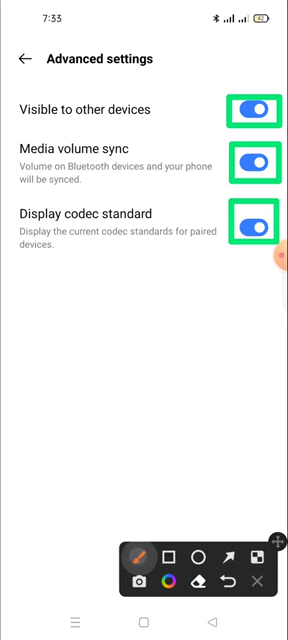 7:33
42
Advanced settings
Visible to other devices
Media volume sync
Volume on Bluetooth devices and your phone
will be synced.
Display codec standard
Display the current codec standards for paired
devices.